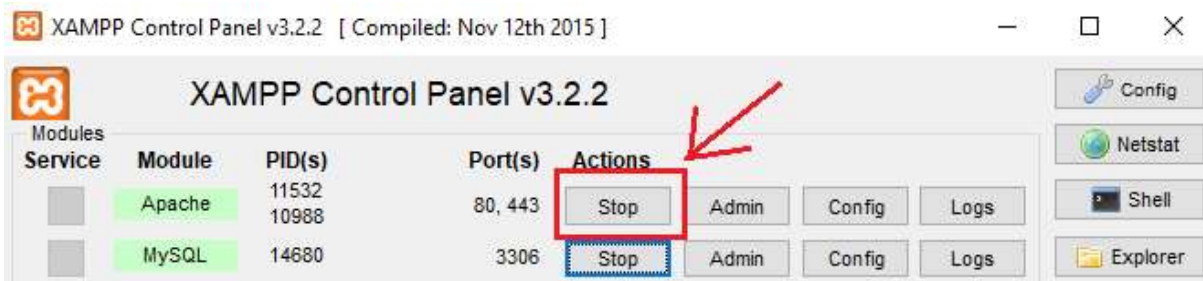 XAMPP Control Panel v3.2.2 [ Compiled: Nov 12th 2015 ]
XAMPP Control Panel v3.2.2
Config
Modules
Netstat
Service Module PID(s) Port(s) Actions
Apache 11532 10988 80, 443 Stop Admin Config Logs
Shell
MySQL 14680 3306 Stop Admin Config Logs
Explorer